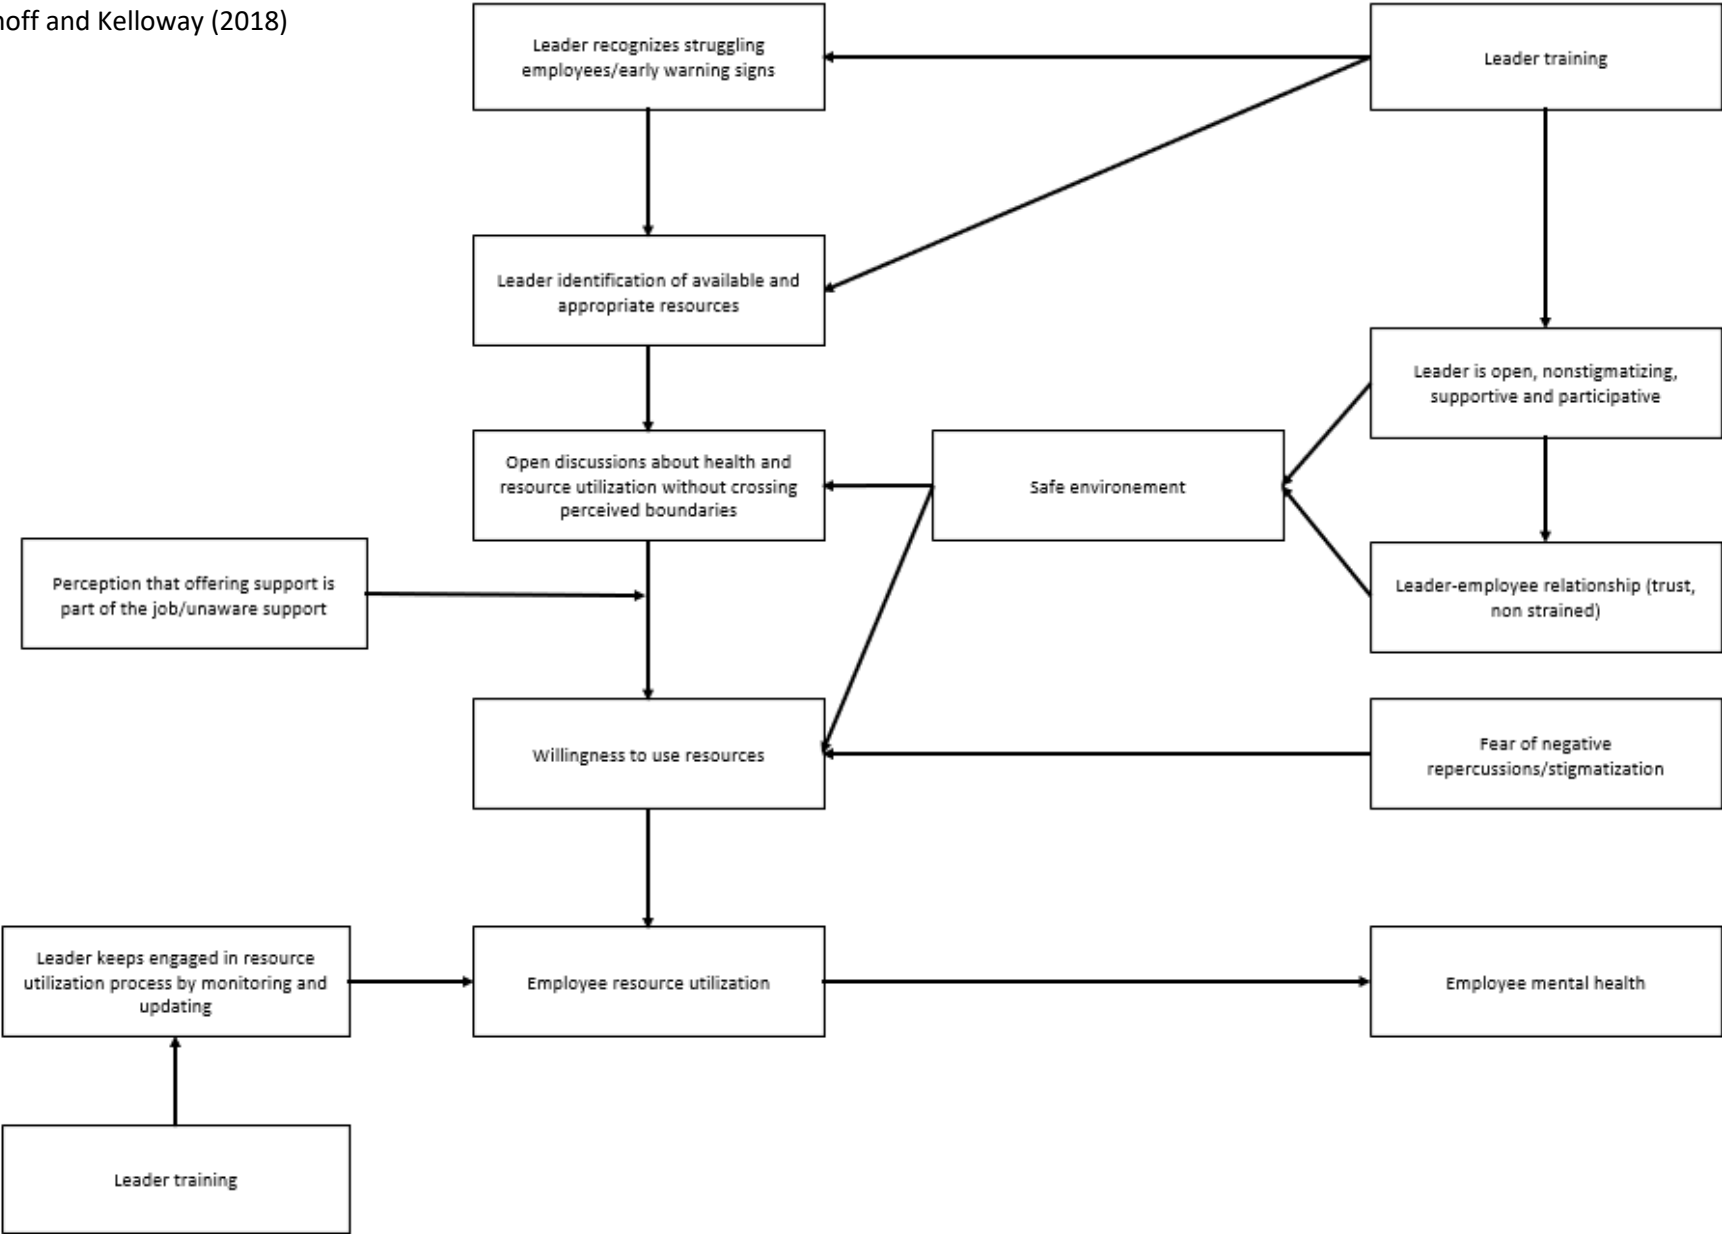 and Kelloway (2018)
Leader recognizes struggling
employees/early warning signs
Leader training
Leader identification of available and
appropriate resources
Leader is open, nonstigmatizing,
supportive and participative
Open discussions about health and
resource utilization without crossing
perceived boundaries
Safe environement
Perception that offering support is
part of the job/unaware support
Leader-employee relationship (trust,
non strained)
Willingness to use resources
Fear of negative
repercussions/stigmatization
Leader keeps engaged in resource
utilization process by monitoring and
updating
Employee resource utilization
Employee mental health
Leader training